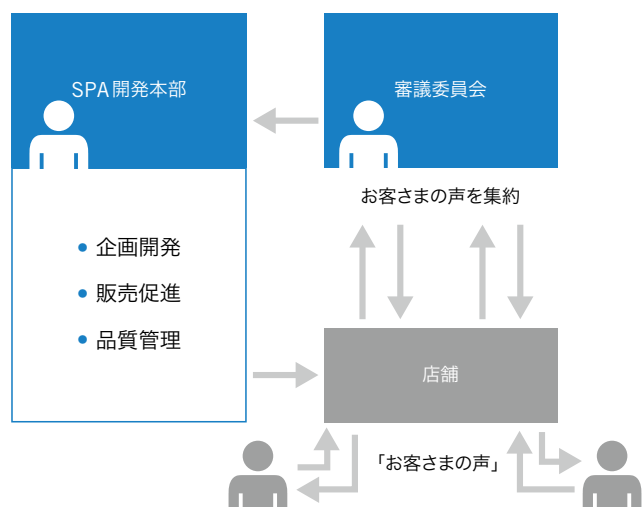 SPA開発本部
審議委員会
お客さまの声を集約
• 企画開発
• 販売促進
• 品質管理
店舗
「お客さまの声」